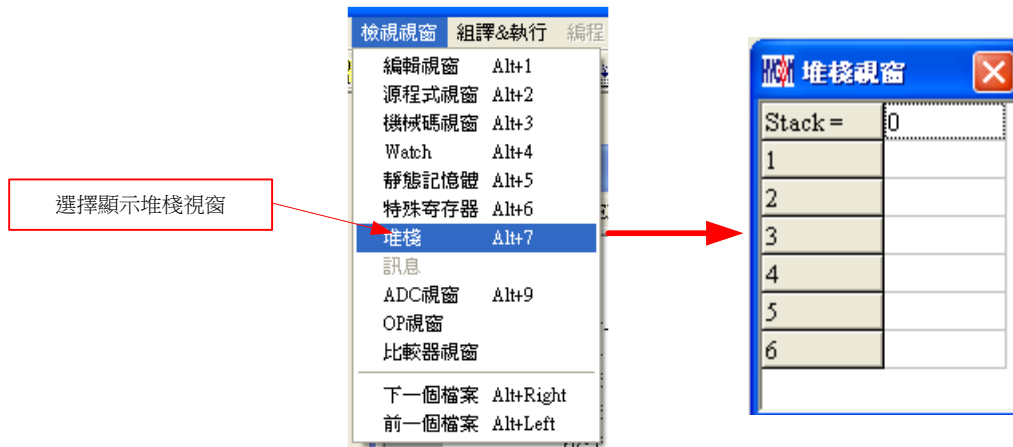 檢視視窗 組譯&執行 編程
編輯視窗 Alt+1
源程式視窗 Alt+2
機械碼視窗 Alt+3
Watch Alt+4
靜態記憶體 Alt+5
特殊寄存器 Alt+6
堆棧 Alt+7
訊息
ADC視窗 Alt+9
OP視窗
比較器視窗
下一個檔案 Alt+Right
前一個檔案 Alt+Left
選擇顯示堆棧視窗
堆棧視窗
Stack = 0
1
2
3
4
5
6